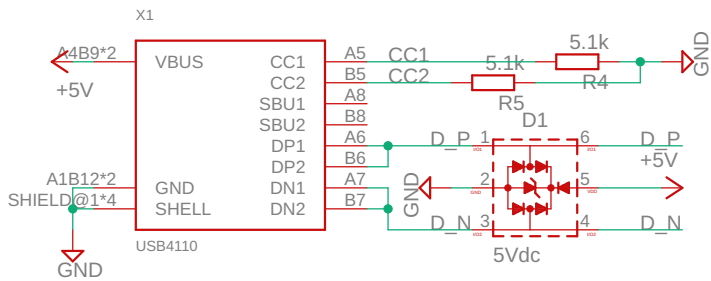 X1
A4B9*2
VBUS
CC1
A5
CC1
5.1k
R4
GND
+5V
CC2
B5
CC2
5.1k
R5
SBU1
A8
SBU2
B8
D1
DP1
A6
D_P
1
6
D_P
DP2
B6
+5V
A1B12*2
GND
DN1
A7
GND
2
5
SHIELD@1*4
SHELL
DN2
B7
D_N
3
4
D_N
USB4110
5Vdc
GND